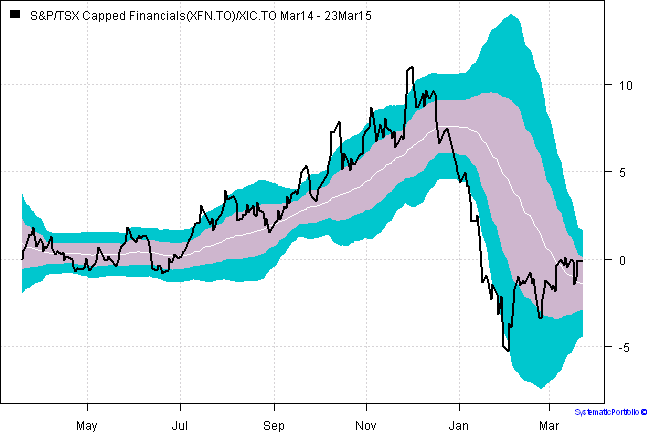 S&P/TSX Capped Financials(XFN.TO)/XIC.TO Mar14 - 23Mar15
10
5
0
-5
May Jul Sep Nov Jan Mar
SystematicPortfolio ©